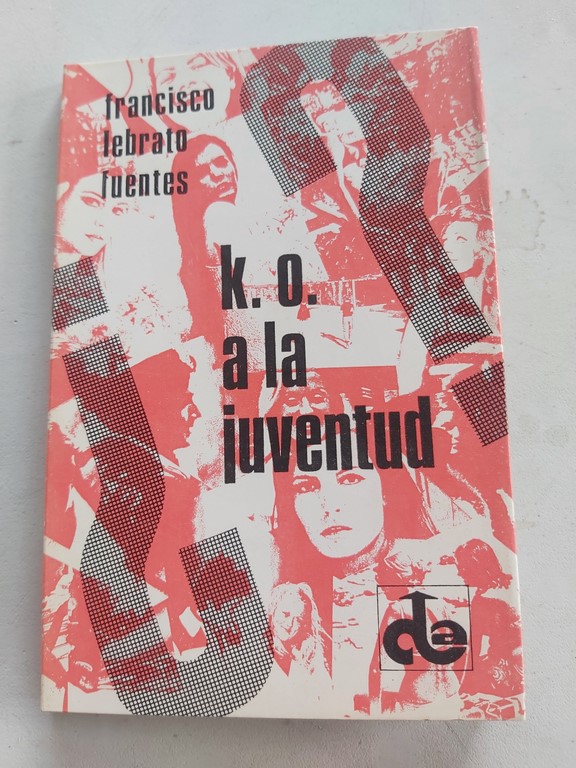 francisco
lebrato
fuentes
¿ ?
k. o.
a la
juventud